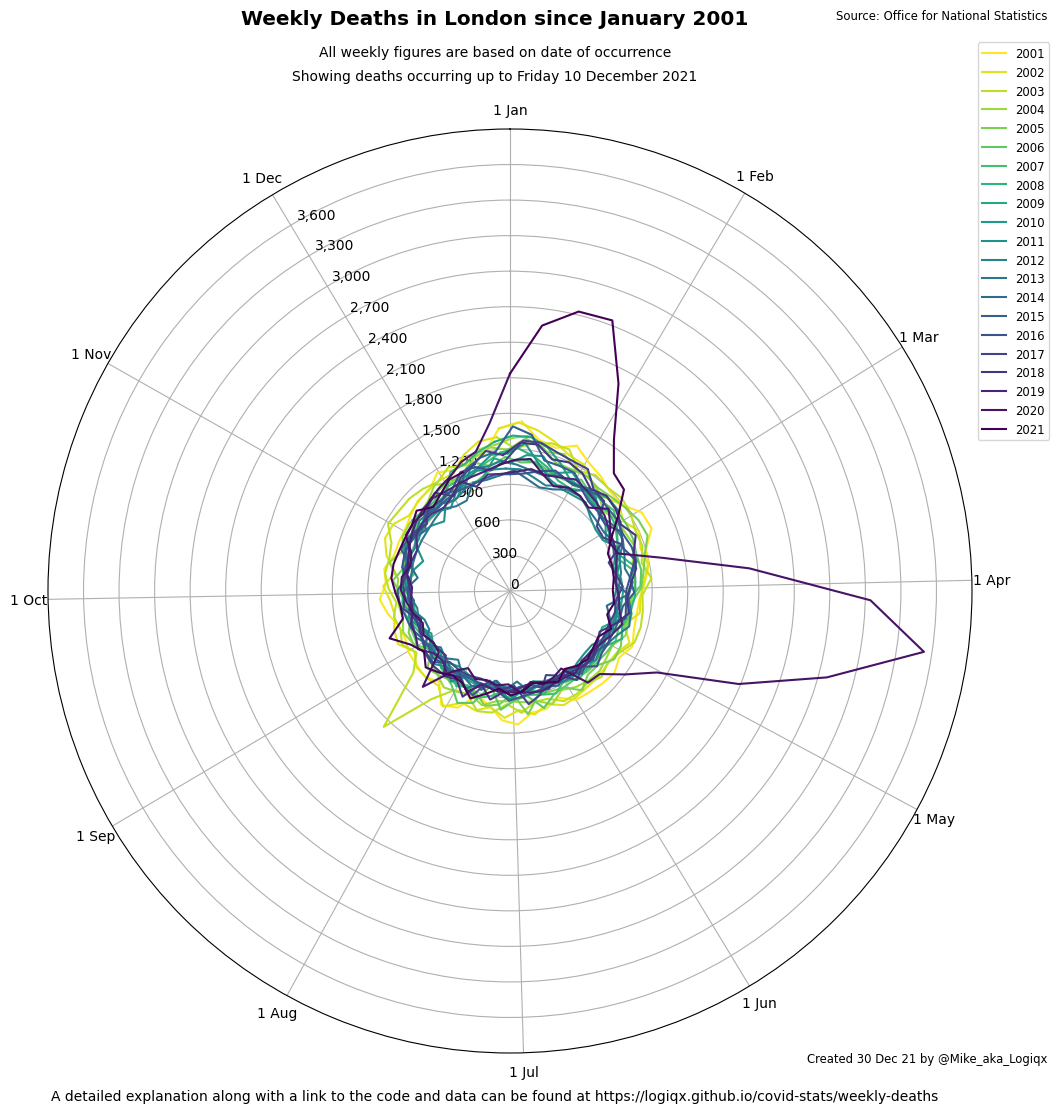 Weekly Deaths in London since January 2001
Source: Office for National Statistics
All weekly figures are based on date of occurrence
Showing deaths occurring up to Friday 10 December 2021
2001
2002
2003
2004
2005
2006
2007
2008
2009
2010
2011
2012
2013
2014
2015
2016
2017
2018
2019
2020
2021
1 Jan
1 Feb
1 Mar
1 Apr
1 May
1 Jun
1 Jul
1 Aug
1 Sep
1 Oct
1 Nov
1 Dec
3,600
3,300
3,000
2,700
2,400
2,100
1,800
1,500
1,200
900
600
300
0
Created 30 Dec 21 by @Mike_aka_Logiqx
A detailed explanation along with a link to the code and data can be found at https://logiqx.github.io/covid-stats/weekly-deaths